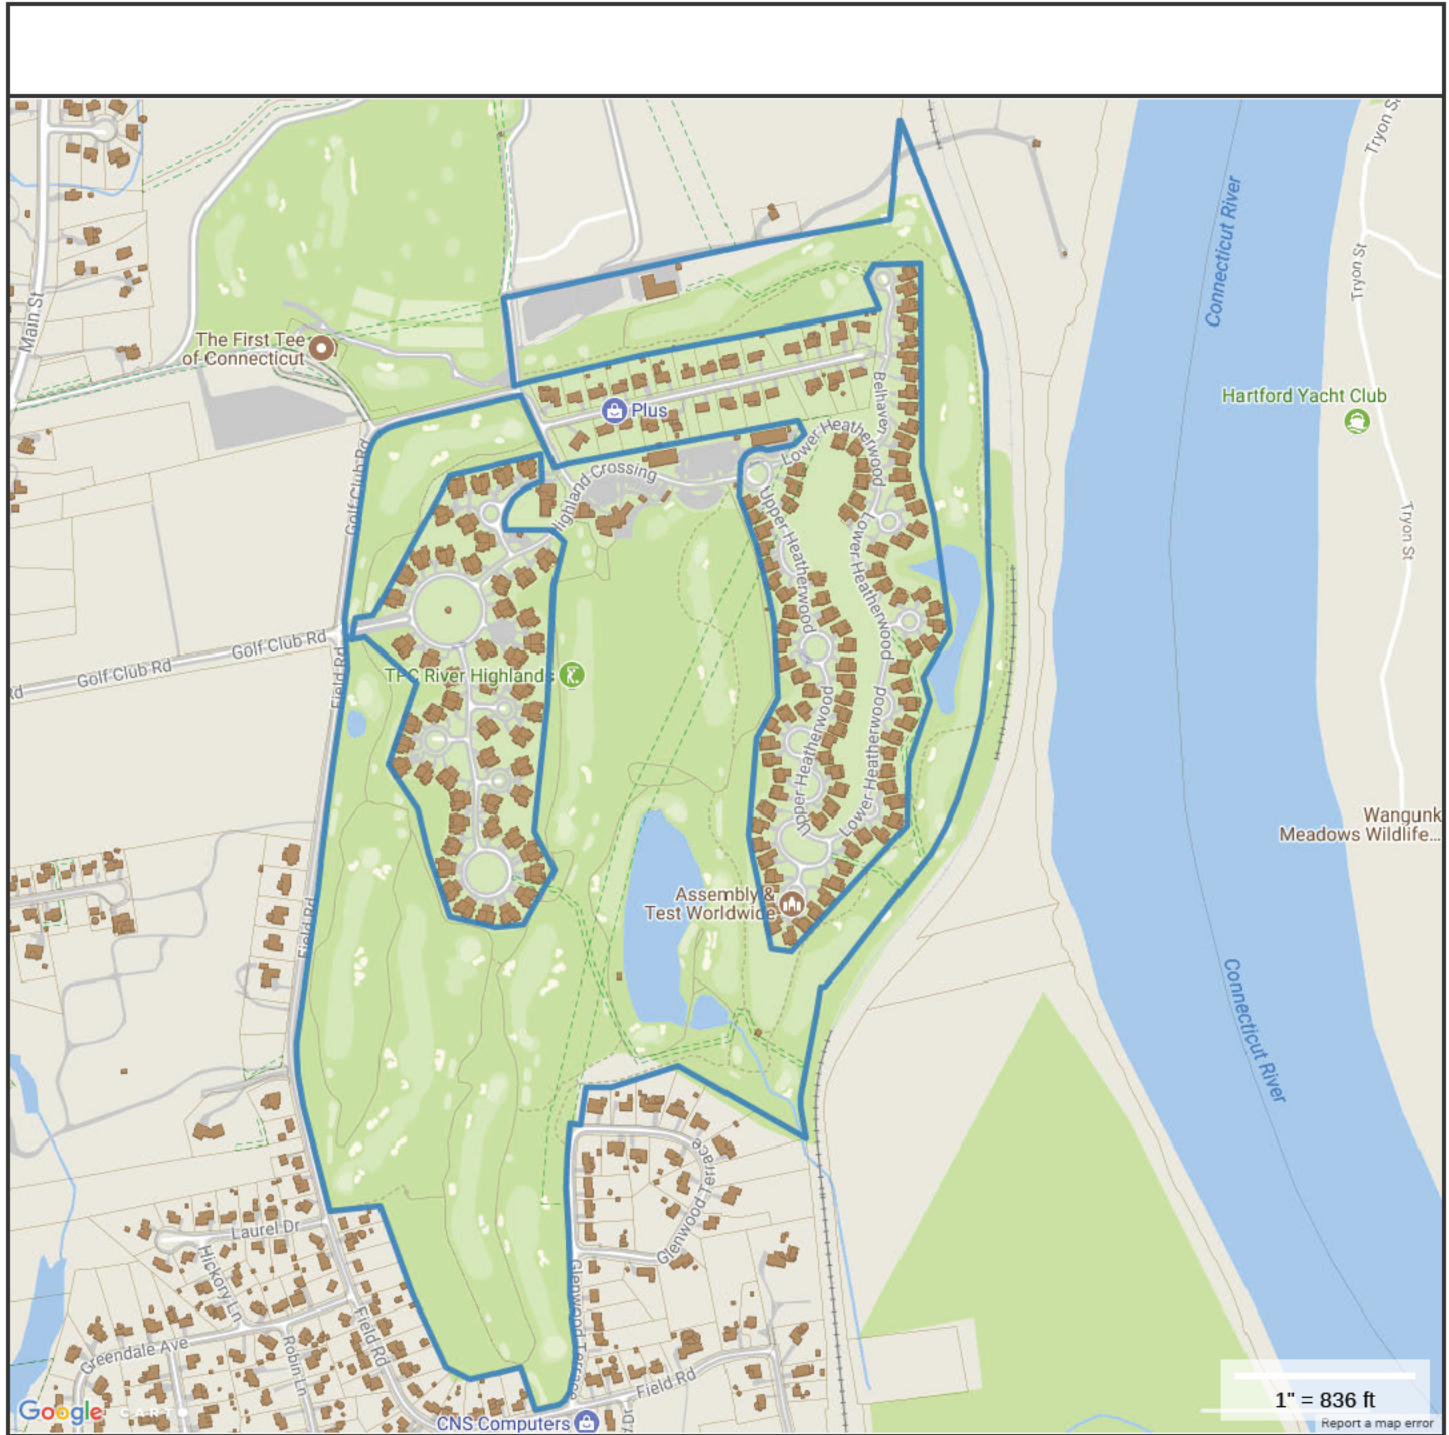 Tryon St
Connecticut River
Tryon St
Main St
The First Tee
of Connecticut
Plus
Belhaven
Hartford Yacht Club
Golf Club Rd
Highland Crossing
Lower Heatherwood
Upper Heatherwood
Lower Heatherwood
Tryon St
Golf Club Rd
Golf Club Rd
Rd
Field Rd
TPC River Highlands
Upper Heatherwood
Lower Heatherwood
Wangunk
Meadows Wildlife...
Assembly &
Test Worldwide
Field Rd
Connecticut River
Glenwood Terrace
Laurel Dr
Hickory Ln
Glenwood Terrace
Field Rd
Robin Ln
Greendale Ave
Field Rd
1" = 836 ft
Google CARTO
CNS Computers
y Dr
Report a map error